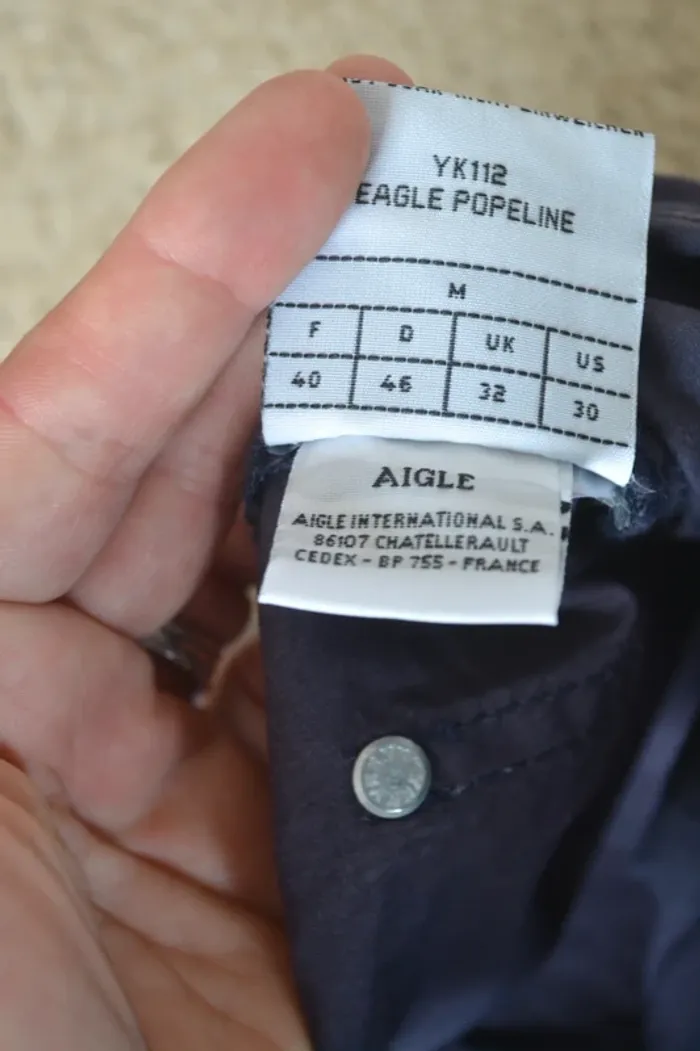 YK112
EAGLE POPELINE
M
F D UK US
40 46 32 30
AIGLE
AIGLE INTERNATIONAL S.A.
86107 CHATELLERAULT
CEDEX - BP 755 - FRANCE